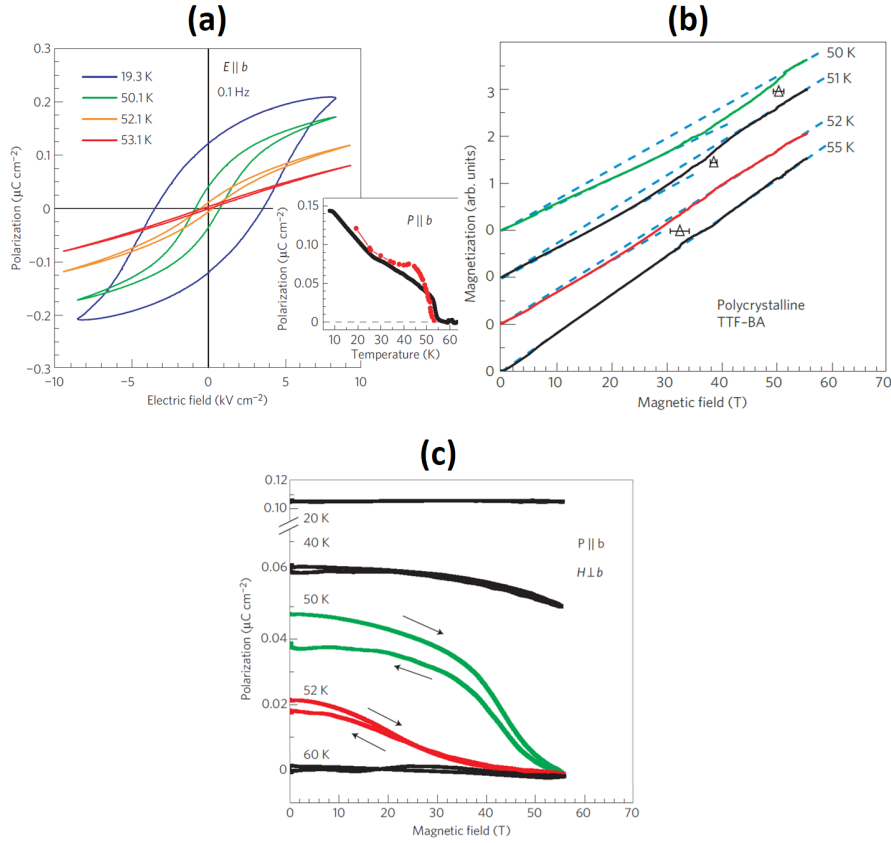 (a)
0.3
0.2
0.1
0
−0.1
−0.2
−0.3
Polarization (μC cm⁻²)
19.3 K
50.1 K
52.1 K
53.1 K
E || b
0.1 Hz
−10
−5
0
5
10
Electric field (kV cm⁻²)
0.15
0.10
0.05
0
Polarization (μC cm⁻²)
P || b
10 20 30 40 50 60
Temperature (K)
(b)
3
2
1
0
0
0
0
Magnetization (arb. units)
50 K
51 K
52 K
55 K
Polycrystalline
TTF–BA
0 10 20 30 40 50 60 70
Magnetic field (T)
(c)
0.12
0.10
0.06
0.04
0.02
0
Polarization (μC cm⁻²)
20 K
40 K
50 K
52 K
60 K
P || b
H⊥b
0 10 20 30 40 50 60 70
Magnetic field (T)